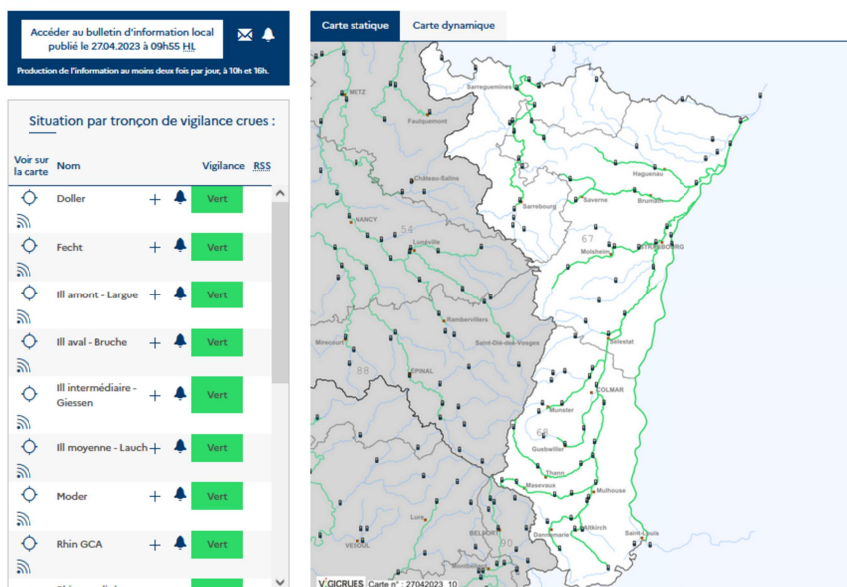 Accéder au bulletin d'information local
publié le 27.04.2023 à 09h55 HL
Production de l'information au moins deux fois par jour, à 10h et 16h.
Situation par tronçon de vigilance crues :
Voir sur
la carte
Nom
Vigilance
RSS
Doller
+
Vert
Fecht
+
Vert
Ill amont - Largue
+
Vert
Ill aval - Bruche
+
Vert
Ill intermédiaire -
Giessen
+
Vert
Ill moyenne - Lauch
+
Vert
Moder
+
Vert
Rhin GCA
+
Vert
Carte statique
Carte dynamique
METZ
Sarreguemines
Faulquemont
Haguenau
Château-Salins
Sarrebourg
Saverne
Brumath
NANCY
54
67
STRASBOURG
Lunéville
Molsheim
Rambervillers
Mirecourt
Saint-Dié-des-Vosges
Sélestat
88
EPINAL
COLMAR
Munster
68
Guebwiller
Thann
Masevaux
Mulhouse
Lure
BELFORT
90
Dannemarie
Altkirch
Saint-Louis
VESOUL
Montbéliard
VIGICRUES Carte n° : 27042023_10